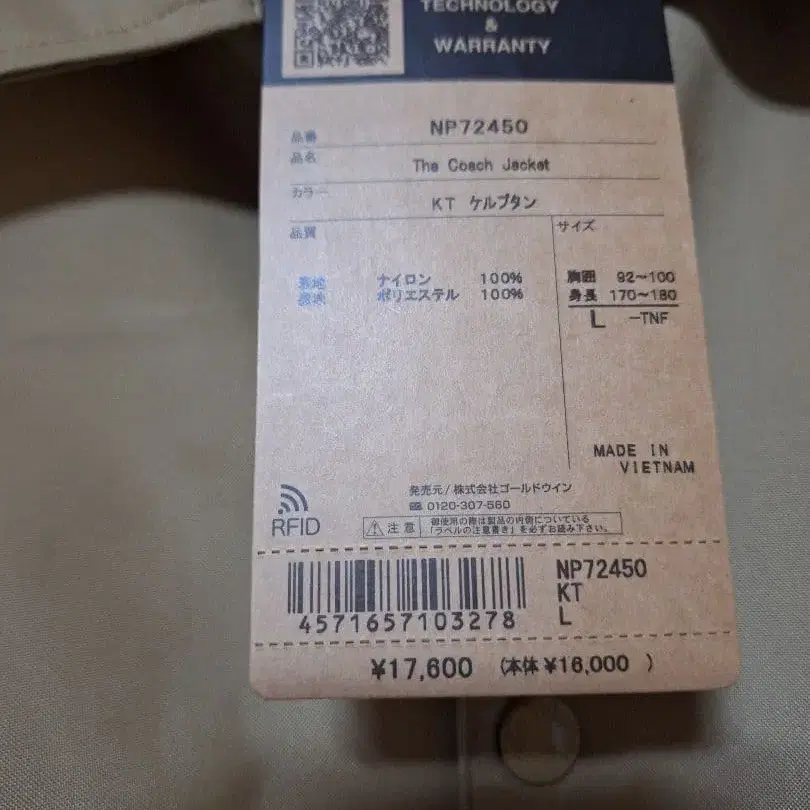 TECHNOLOGY
&
WARRANTY
品番 NP72450
品名 The Coach Jacket
カラー KT ケルプタン
品質
サイズ
表地 ナイロン 100%
ポリエステル 100%
胸囲 92~100
身長 170~180
L -TNF
MADE IN
VIETNAM
発売元/株式会社ゴールドウイン
☎ 0120-307-560
RFID
⚠ 注意 御使用の際は製品の内側についている
「ラベルの注意書き」を必ずお読み下さい。
4571657103278
NP72450
KT
L
¥17,600 (本体¥16,000 )